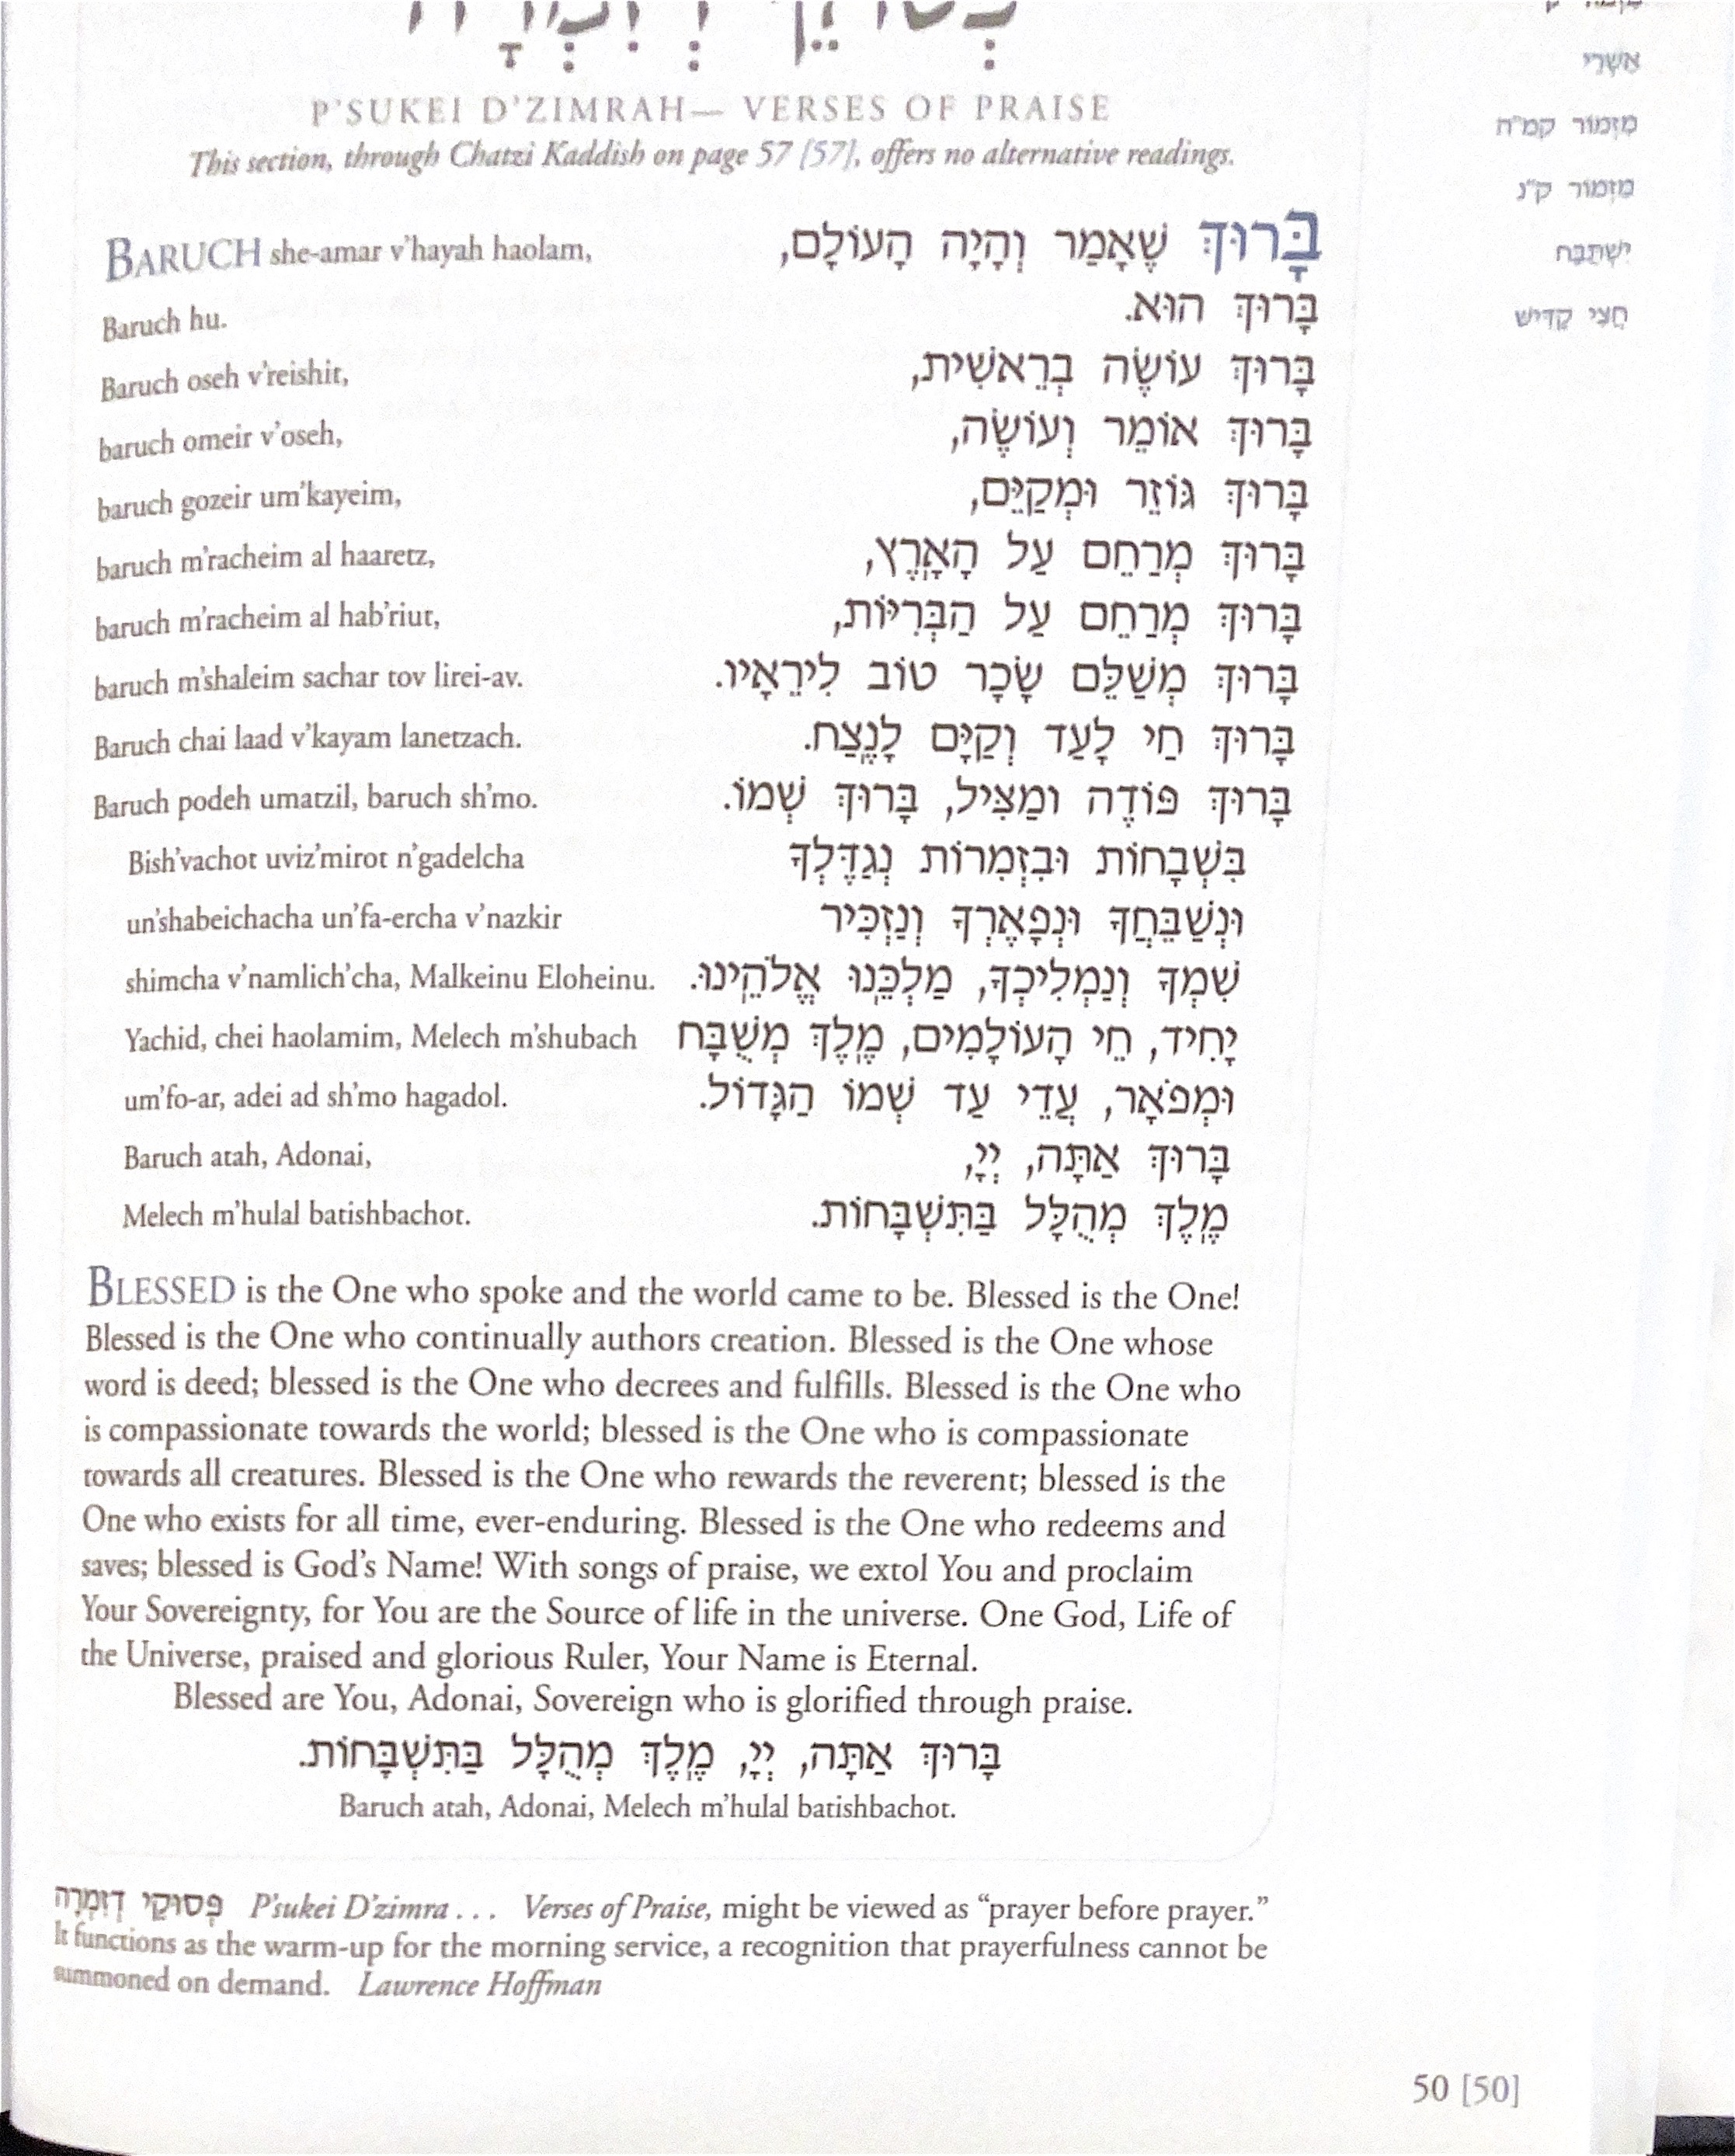 P'SUKEI D'ZIMRAH— VERSES OF PRAISE
This section, through Chatzi Kaddish on page 57 [57], offers no alternative readings.
BARUCH she-amar v'hayah haolam,
Baruch hu.
Baruch oseh v'reishit,
baruch omeir v'oseh,
baruch gozeir um'kayeim,
baruch m'racheim al haaretz,
baruch m'racheim al hab'riut,
baruch m'shaleim sachar tov lirei-av.
Baruch chai laad v'kayam lanetzach.
Baruch podeh umatzil, baruch sh'mo.
Bish'vachot uviz'mirot n'gadelcha
un'shabeichacha un'fa-ercha v'nazkir
shimcha v'namlich'cha, Malkeinu Eloheinu.
Yachid, chei haolamim, Melech m'shubach
um'fo-ar, adei ad sh'mo hagadol.
Baruch atah, Adonai,
Melech m'hulal batishbachot.
בָּרוּךְ שֶׁאָמַר וְהָיָה הָעוֹלָם,
בָּרוּךְ הוּא.
בָּרוּךְ עוֹשֶׂה בְרֵאשִׁית,
בָּרוּךְ אוֹמֵר וְעוֹשֶׂה,
בָּרוּךְ גּוֹזֵר וּמְקַיֵּם,
בָּרוּךְ מְרַחֵם עַל הָאָרֶץ,
בָּרוּךְ מְרַחֵם עַל הַבְּרִיּוֹת,
בָּרוּךְ מְשַׁלֵּם שָׂכָר טוֹב לִירֵאָיו.
בָּרוּךְ חַי לָעַד וְקַיָּם לָנֶצַח.
בָּרוּךְ פּוֹדֶה וּמַצִּיל, בָּרוּךְ שְׁמוֹ.
בִּשְׁבָחוֹת וּבִזְמִרוֹת נְגַדֶּלְךָ
וּנְשַׁבֵּחֲךָ וּנְפָאֶרְךָ וְנַזְכִּיר
שִׁמְךָ וְנַמְלִיכְךָ, מַלְכֵּנוּ אֱלֹהֵינוּ.
יָחִיד, חֵי הָעוֹלָמִים, מֶלֶךְ מְשֻׁבָּח
וּמְפֹאָר, עֲדֵי עַד שְׁמוֹ הַגָּדוֹל.
בָּרוּךְ אַתָּה, יְיָ,
מֶלֶךְ מְהֻלָּל בַּתִּשְׁבָּחוֹת.
BLESSED is the One who spoke and the world came to be. Blessed is the One!
Blessed is the One who continually authors creation. Blessed is the One whose
word is deed; blessed is the One who decrees and fulfills. Blessed is the One who
is compassionate towards the world; blessed is the One who is compassionate
towards all creatures. Blessed is the One who rewards the reverent; blessed is the
One who exists for all time, ever-enduring. Blessed is the One who redeems and
saves; blessed is God's Name! With songs of praise, we extol You and proclaim
Your Sovereignty, for You are the Source of life in the universe. One God, Life of
the Universe, praised and glorious Ruler, Your Name is Eternal.
Blessed are You, Adonai, Sovereign who is glorified through praise.
בָּרוּךְ אַתָּה, יְיָ, מֶלֶךְ מְהֻלָּל בַּתִּשְׁבָּחוֹת.
Baruch atah, Adonai, Melech m'hulal batishbachot.
פְּסוּקֵי דְזִמְרָה P'sukei D'zimra . . . Verses of Praise, might be viewed as “prayer before prayer.”
It functions as the warm-up for the morning service, a recognition that prayerfulness cannot be
summoned on demand. Lawrence Hoffman
אַשְׁרֵי
מִזְמוֹר קמ״ח
מִזְמוֹר ק״נ
יִשְׁתַּבַּח
חֲצִי קַדִּישׁ
50 [50]